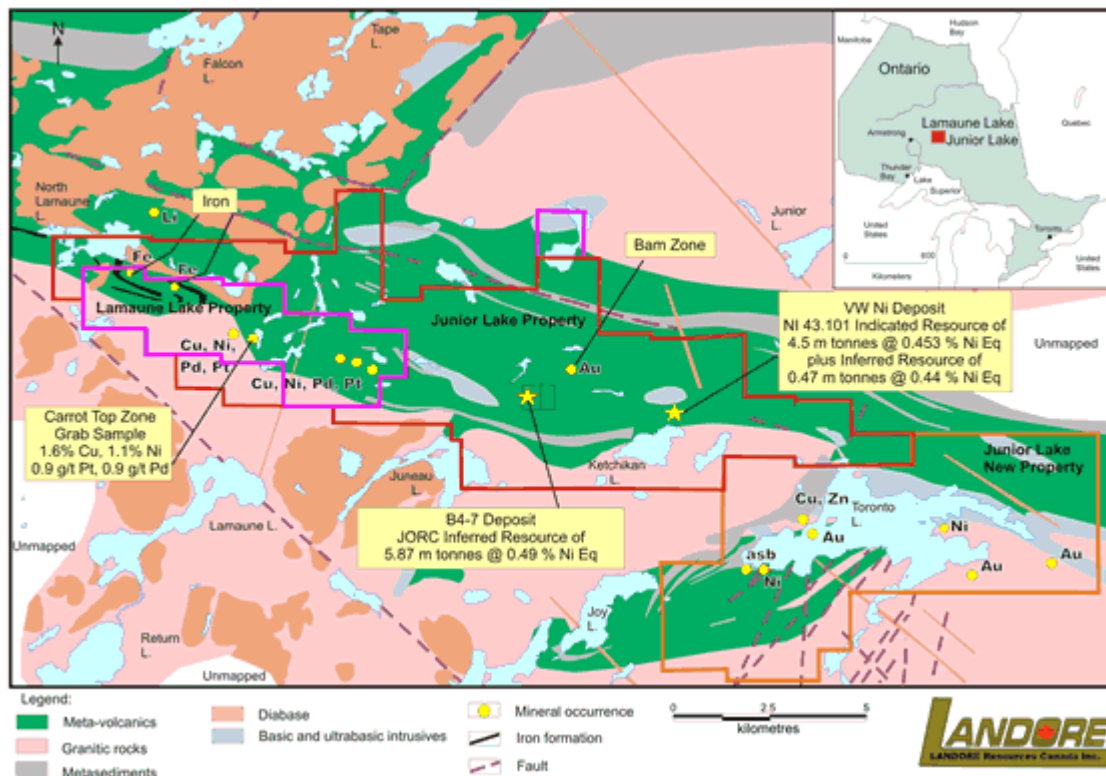 N
Tape
L.
Falcon
L.
North
Lamaune
L.
Li
Iron
Fe
Fe
Lamaune Lake Property
Cu, Ni,
Pd, Pt
Cu, Ni, Pd, Pt
Carrot Top Zone
Grab Sample
1.6% Cu, 1.1% Ni
0.9 g/t Pt, 0.9 g/t Pd
Junior Lake Property
Bam Zone
Au
Junior
L.
VW Ni Deposit
NI 43.101 Indicated Resource of
4.5 m tonnes @ 0.453 % Ni Eq
plus Inferred Resource of
0.47 m tonnes @ 0.44 % Ni Eq
Unmapped
Junior Lake
New Property
Juneau
L.
Ketchikan
L.
Lamaune L.
B4-7 Deposit
JORC Inferred Resource of
5.87 m tonnes @ 0.49 % Ni Eq
Cu, Zn
Toronto
L.
Au
Ni
asb
Ni
Au
Au
Unmapped
Joy
L.
Return
L.
Unmapped
Manitoba
Hudson
Bay
Ontario
Lamaune Lake
Junior Lake
Quebec
Armstrong
Thunder
Bay
Lake
Superior
United
States
Toronto
United
States
0 600
Kilometers
Legend:
Meta-volcanics
Granitic rocks
Metasediments
Diabase
Basic and ultrabasic intrusives
Mineral occurrence
Iron formation
Fault
0 2.5 5
kilometres
LANDORE
LANDORE Resources Canada Inc.